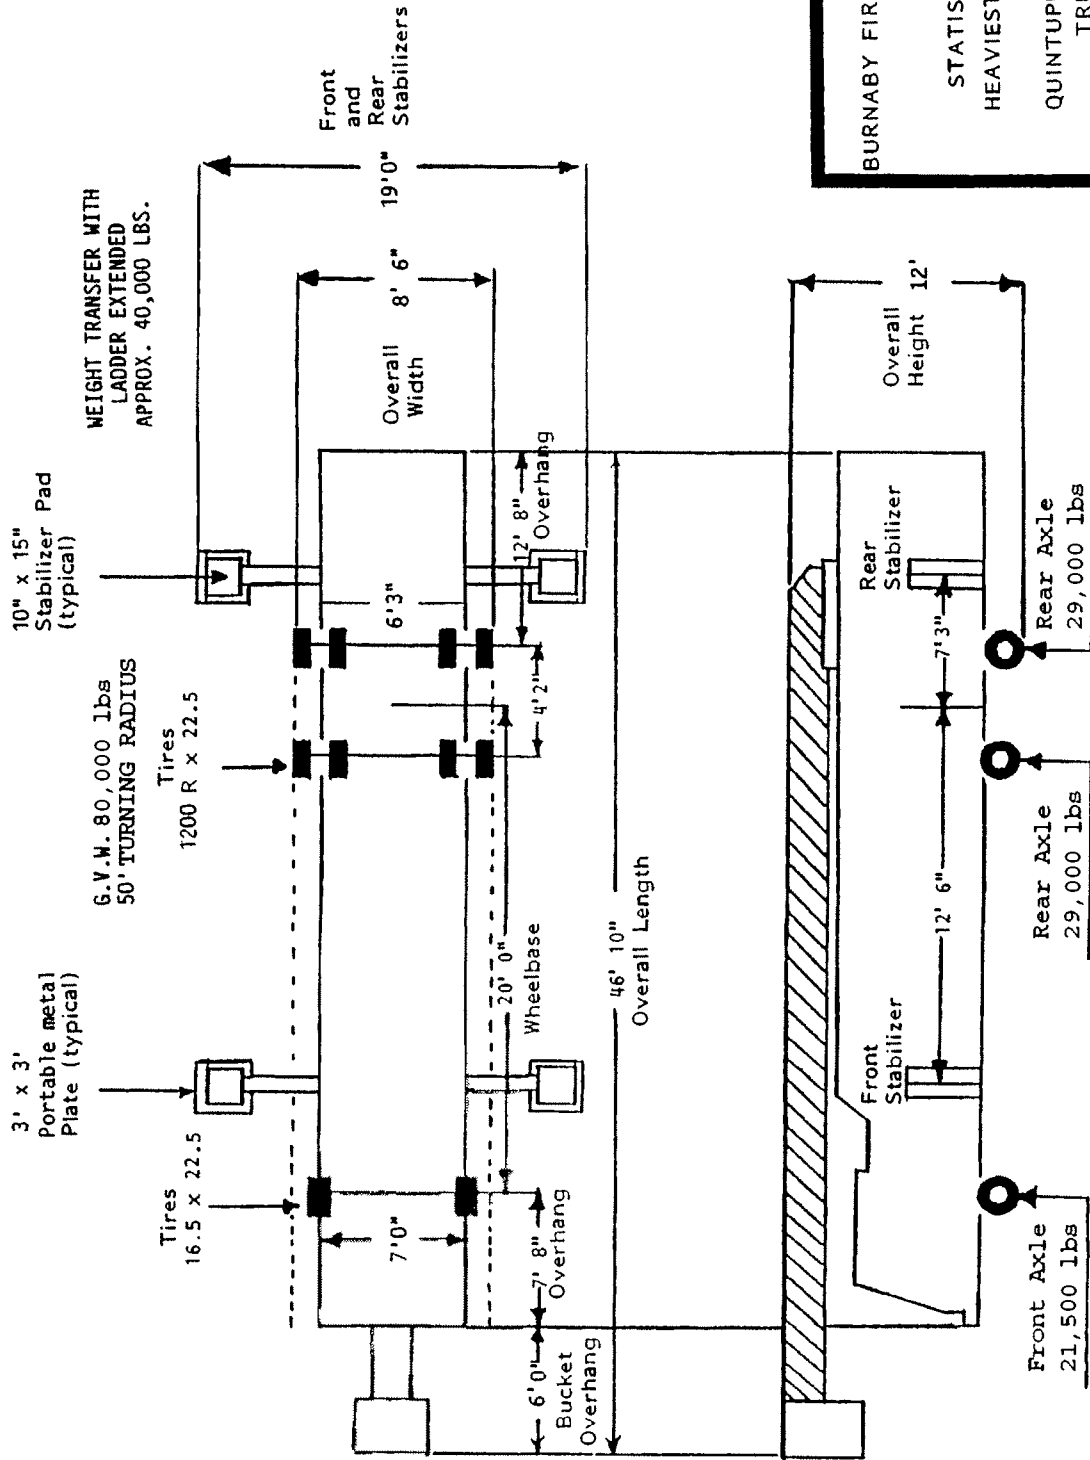 3' x 3'
Portable metal
Plate (typical)
10" x 15"
Stabilizer Pad
(typical)
WEIGHT TRANSFER WITH
LADDER EXTENDED
APPROX. 40,000 LBS.
G.V.W. 80,000 lbs
50' TURNING RADIUS
Tires
16.5 x 22.5
Tires
1200 R x 22.5
Front
and
Rear
Stabilizers
19'0"
8' 6"
Overall
Width
7'0"
6'3"
6'0"
Bucket
Overhang
7' 8"
Overhang
20' 0"
Wheelbase
4'2"
12' 8"
Overhang
46' 10"
Overall Length
Overall
Height
12'
Front
Stabilizer
Rear
Stabilizer
12' 6"
7'3"
Front Axle
21,500 lbs
Rear Axle
29,000 lbs
Rear Axle
29,000 lbs
BURNABY FIR
STATIS
HEAVIEST
QUINTUP